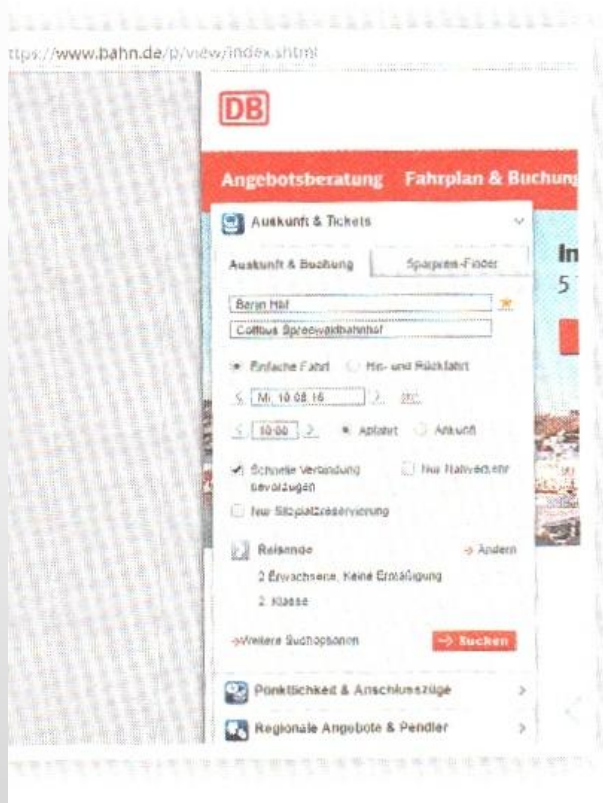 ttps://www.bahn.de/p/view/index.shtml
DB
Angebotsberatung Fahrplan & Buchung
Auskunft & Tickets
In
Auskunft & Buchung Sparpreis-Finder
5
Berlin Hbf
Cottbus Spreewaldbahnhof
Einfache Fahrt Hin- und Rückfahrt
< Mi, 10.08.16 >
< 10:00 > Abfahrt Ankunft
Schnelle Verbindung Nur Nahverkehr
bevorzugen
Nur Sitzplatzreservierung
Reisende → Ändern
2 Erwachsene, Keine Ermäßigung
2. Klasse
→Weitere Suchoptionen → Suchen
Pünktlichkeit & Anschlusszüge >
Regionale Angebote & Pendler >